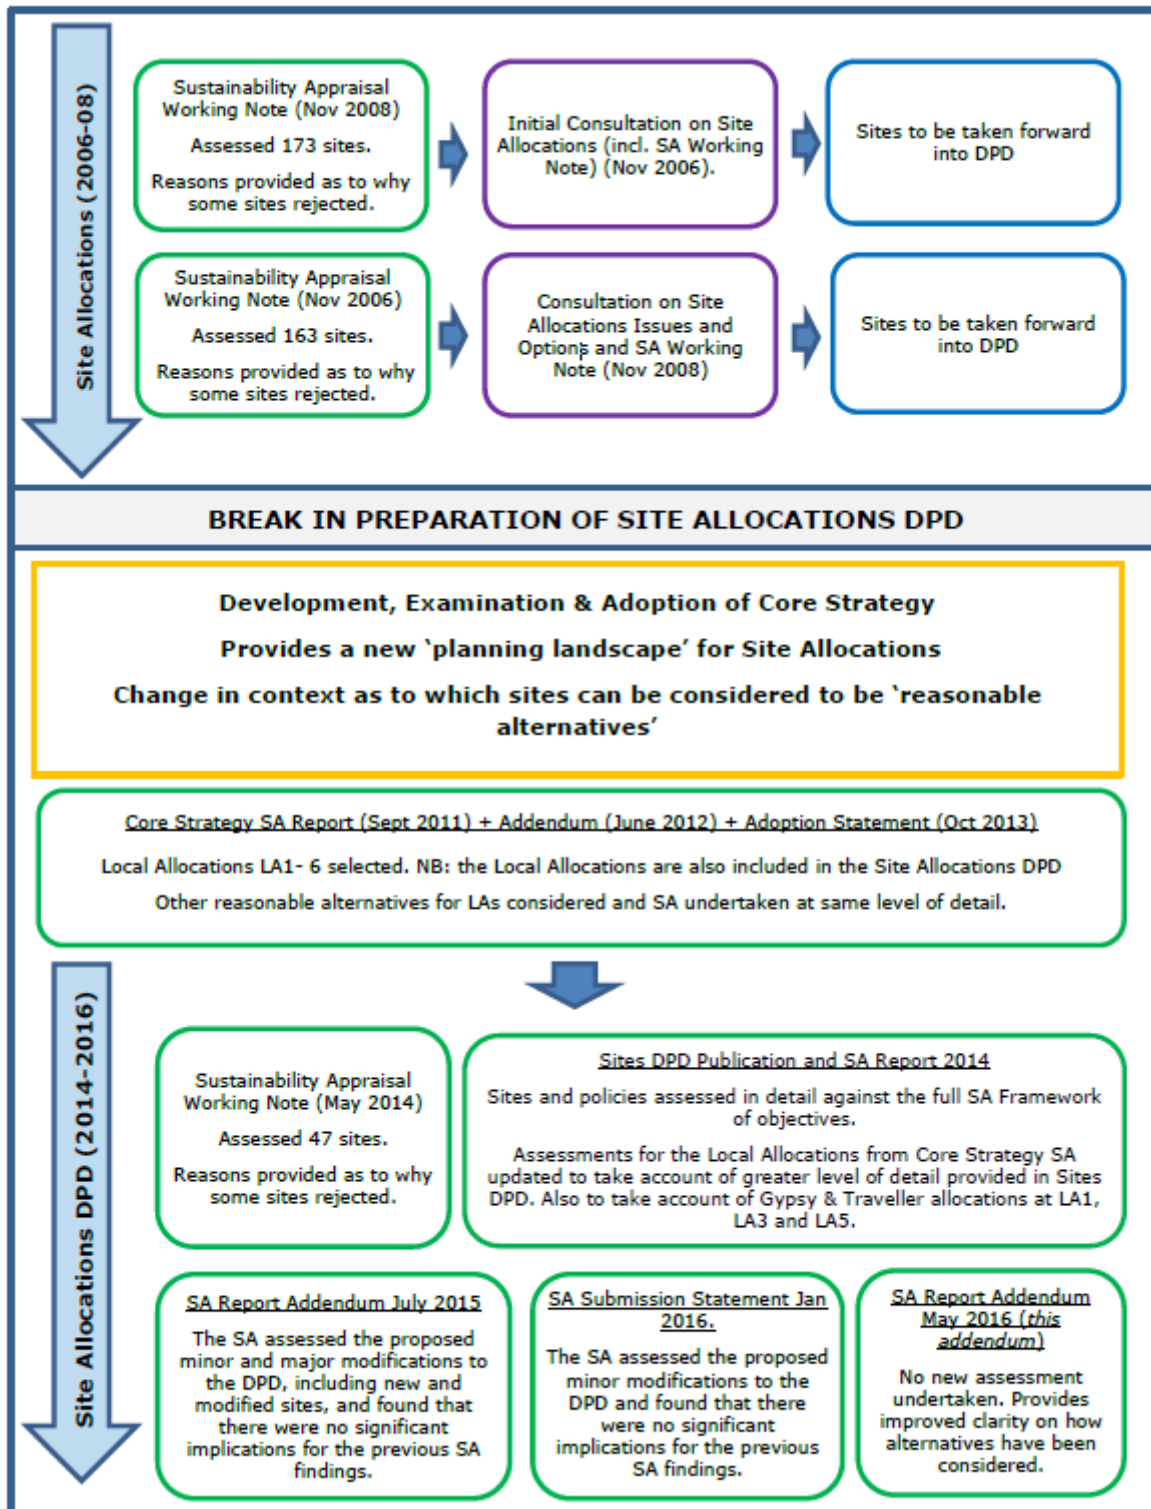 Site Allocations (2006-08)
Sustainability Appraisal
Working Note (Nov 2008)
Assessed 173 sites.
Reasons provided as to why
some sites rejected.
Initial Consultation on Site
Allocations (incl. SA Working
Note) (Nov 2006).
Sites to be taken forward
into DPD
Sustainability Appraisal
Working Note (Nov 2006)
Assessed 163 sites.
Reasons provided as to why
some sites rejected.
Consultation on Site
Allocations Issues and
Options and SA Working
Note (Nov 2008)
Sites to be taken forward
into DPD
BREAK IN PREPARATION OF SITE ALLOCATIONS DPD
Development, Examination & Adoption of Core Strategy
Provides a new ‘planning landscape’ for Site Allocations
Change in context as to which sites can be considered to be ‘reasonable
alternatives’
Core Strategy SA Report (Sept 2011) + Addendum (June 2012) + Adoption Statement (Oct 2013)
Local Allocations LA1- 6 selected. NB: the Local Allocations are also included in the Site Allocations DPD
Other reasonable alternatives for LAs considered and SA undertaken at same level of detail.
Site Allocations DPD (2014-2016)
Sustainability Appraisal
Working Note (May 2014)
Assessed 47 sites.
Reasons provided as to why
some sites rejected.
Sites DPD Publication and SA Report 2014
Sites and policies assessed in detail against the full SA Framework
of objectives.
Assessments for the Local Allocations from Core Strategy SA
updated to take account of greater level of detail provided in Sites
DPD. Also to take account of Gypsy & Traveller allocations at LA1,
LA3 and LA5.
SA Report Addendum July 2015
The SA assessed the proposed
minor and major modifications to
the DPD, including new and
modified sites, and found that
there were no significant
implications for the previous SA
findings.
SA Submission Statement Jan
2016.
The SA assessed the proposed
minor modifications to the
DPD and found that there
were no significant
implications for the previous
SA findings.
SA Report Addendum
May 2016 (this
addendum)
No new assessment
undertaken. Provides
improved clarity on how
alternatives have been
considered.